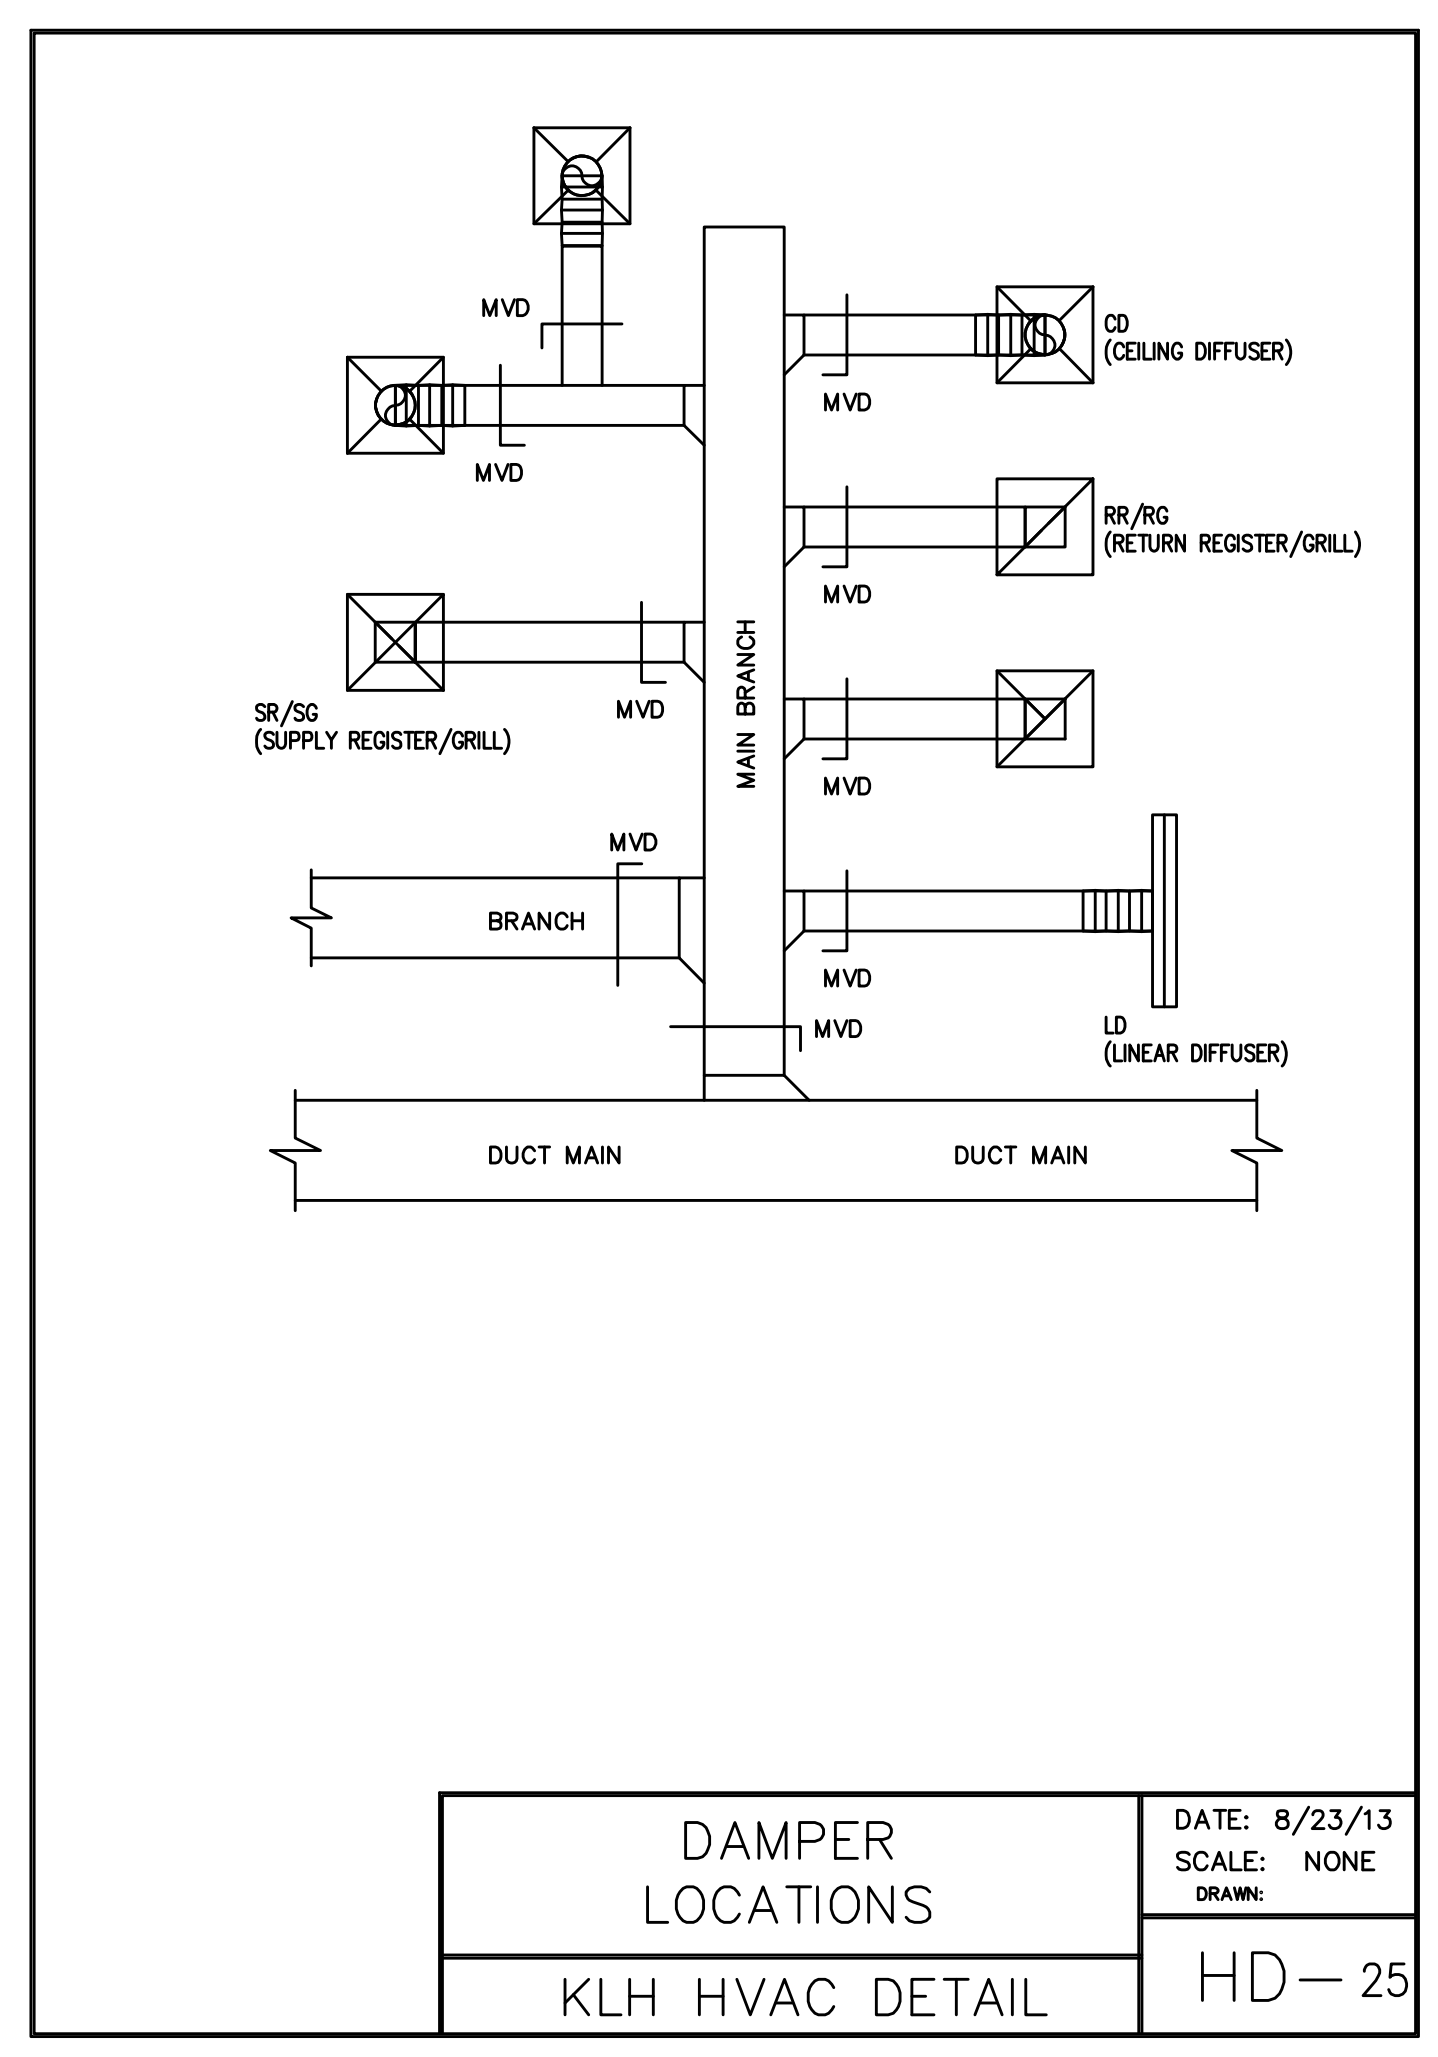 MVD
CD
(CEILING DIFFUSER)
MVD
MVD
RR/RG
(RETURN REGISTER/GRILL)
MVD
MAIN BRANCH
SR/SG
(SUPPLY REGISTER/GRILL)
MVD
MVD
MVD
BRANCH
MVD
LD
(LINEAR DIFFUSER)
MVD
DUCT MAIN
DUCT MAIN
DAMPER
LOCATIONS
KLH HVAC DETAIL
DATE: 8/23/13
SCALE: NONE
DRAWN:
HD-25